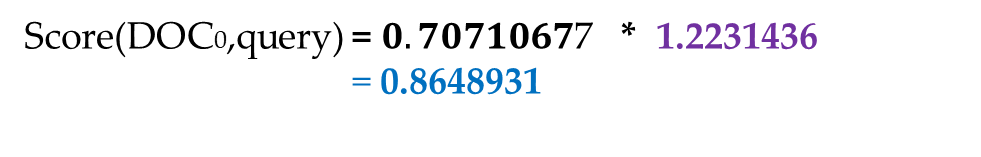 Score(DOC0,query) = 0.70710677 * 1.2231436
= 0.8648931